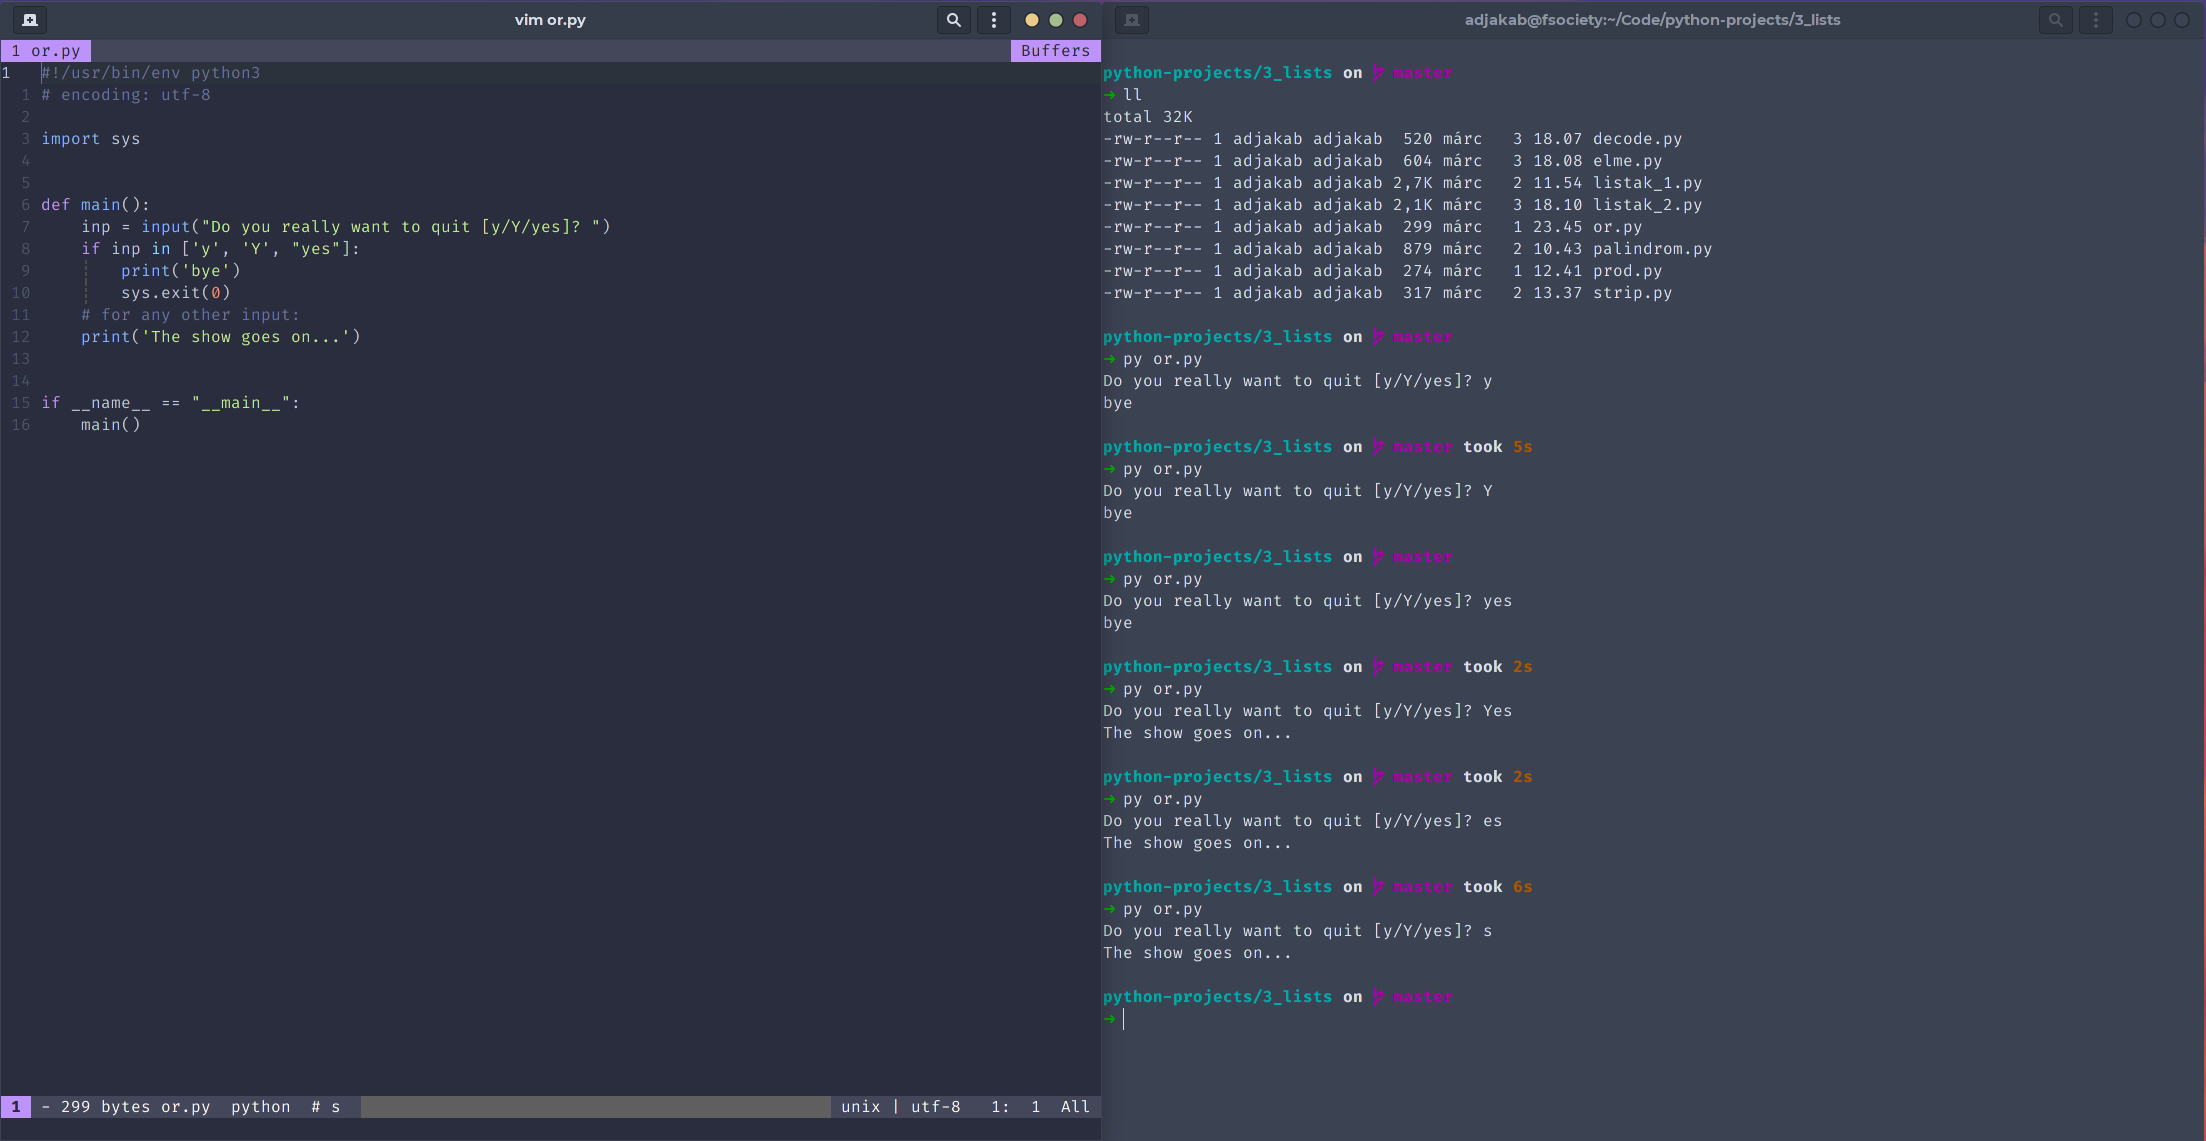 vim or.py
1 or.py
Buffers
1 #!/usr/bin/env python3
1 # encoding: utf-8
2
3 import sys
4
5
6 def main():
7     inp = input("Do you really want to quit [y/Y/yes]? ")
8     if inp in ['y', 'Y', "yes"]:
9         print('bye')
10         sys.exit(0)
11     # for any other input:
12     print('The show goes on...')
13
14
15 if __name__ == "__main__":
16     main()
1 - 299 bytes or.py  python  # s
unix | utf-8   1:  1  All
adjakab@fsociety:~/Code/python-projects/3_lists
python-projects/3_lists on master
➜ ll
total 32K
-rw-r--r-- 1 adjakab adjakab  520 márc   3 18.07 decode.py
-rw-r--r-- 1 adjakab adjakab  604 márc   3 18.08 elme.py
-rw-r--r-- 1 adjakab adjakab 2,7K márc   2 11.54 listak_1.py
-rw-r--r-- 1 adjakab adjakab 2,1K márc   3 18.10 listak_2.py
-rw-r--r-- 1 adjakab adjakab  299 márc   1 23.45 or.py
-rw-r--r-- 1 adjakab adjakab  879 márc   2 10.43 palindrom.py
-rw-r--r-- 1 adjakab adjakab  274 márc   1 12.41 prod.py
-rw-r--r-- 1 adjakab adjakab  317 márc   2 13.37 strip.py
python-projects/3_lists on master
➜ py or.py
Do you really want to quit [y/Y/yes]? y
bye
python-projects/3_lists on master took 5s
➜ py or.py
Do you really want to quit [y/Y/yes]? Y
bye
python-projects/3_lists on master
➜ py or.py
Do you really want to quit [y/Y/yes]? yes
bye
python-projects/3_lists on master took 2s
➜ py or.py
Do you really want to quit [y/Y/yes]? Yes
The show goes on...
python-projects/3_lists on master took 2s
➜ py or.py
Do you really want to quit [y/Y/yes]? es
The show goes on...
python-projects/3_lists on master took 6s
➜ py or.py
Do you really want to quit [y/Y/yes]? s
The show goes on...
python-projects/3_lists on master
➜